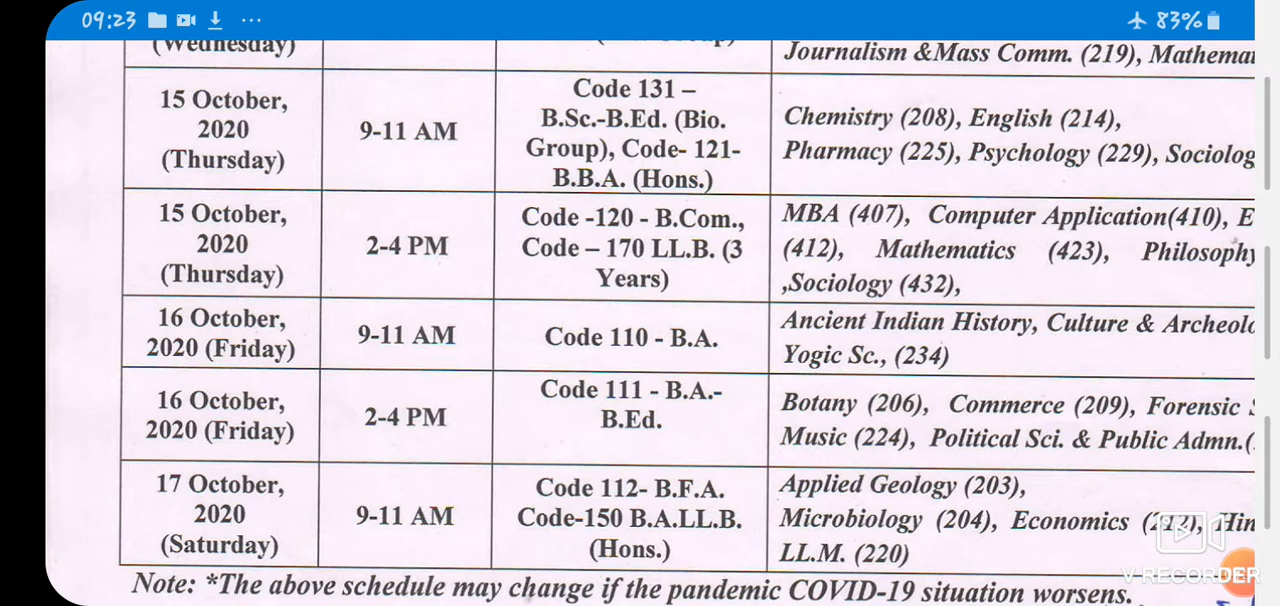 09:23 83%
(Wednesday)
Journalism &Mass Comm. (219),
15 October,
2020
(Thursday)
9-11 AM
Code 131 –
B.Sc.-B.Ed. (Bio.
Group), Code- 121-
B.B.A. (Hons.)
Chemistry (208), English (214),
Pharmacy (225), Psychology (229), Sociolog
15 October,
2020
(Thursday)
2-4 PM
Code -120 - B.Com.,
Code – 170 LL.B. (3
Years)
MBA (407), Computer Application(410), E
(412), Mathematics (423), Philosophy
,Sociology (432),
16 October,
2020 (Friday)
9-11 AM
Code 110 - B.A.
Ancient Indian History, Culture & Archeolo
Yogic Sc., (234)
16 October,
2020 (Friday)
2-4 PM
Code 111 - B.A.-
B.Ed.
Botany (206), Commerce (209), Forensic
Music (224), Political Sci. & Public Admn.(
17 October,
2020
(Saturday)
9-11 AM
Code 112- B.F.A.
Code-150 B.A.LL.B.
(Hons.)
Applied Geology (203),
Microbiology (204), Economics (212), Hin
LL.M. (220)
Note: *The above schedule may change if the pandemic COVID-19 situation worsens.
V-RECORDER